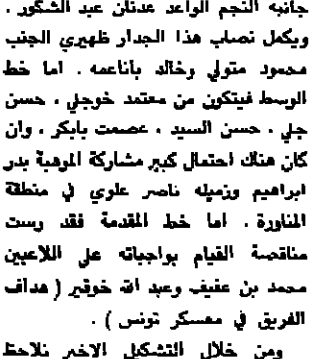 جانبه النجم الواعد عدنان عبد الشكور .
ويكمل نصاب هذا الجدار ظهيري الجنب
محمود متولي وخالد باناعمه . اما خط
الوسط فيتكون من معتمد خوجلي ، حسن
جلي ، حسن السيد ، عصمت بابكر ، وان
كان هناك احتمال كبير مشاركة الموهبة بدر
ابراهيم وزميله ناصر علوي في منطقة
المناورة . اما خط المقدمة فقد رست
مناقصة القيام بواجباته على اللاعبين
محمد بن عفيف وعبد الله خوقير ( هداف
الفريق في معسكر تونس ) .
ومن خلال التشكيل الاخير نلاحظ